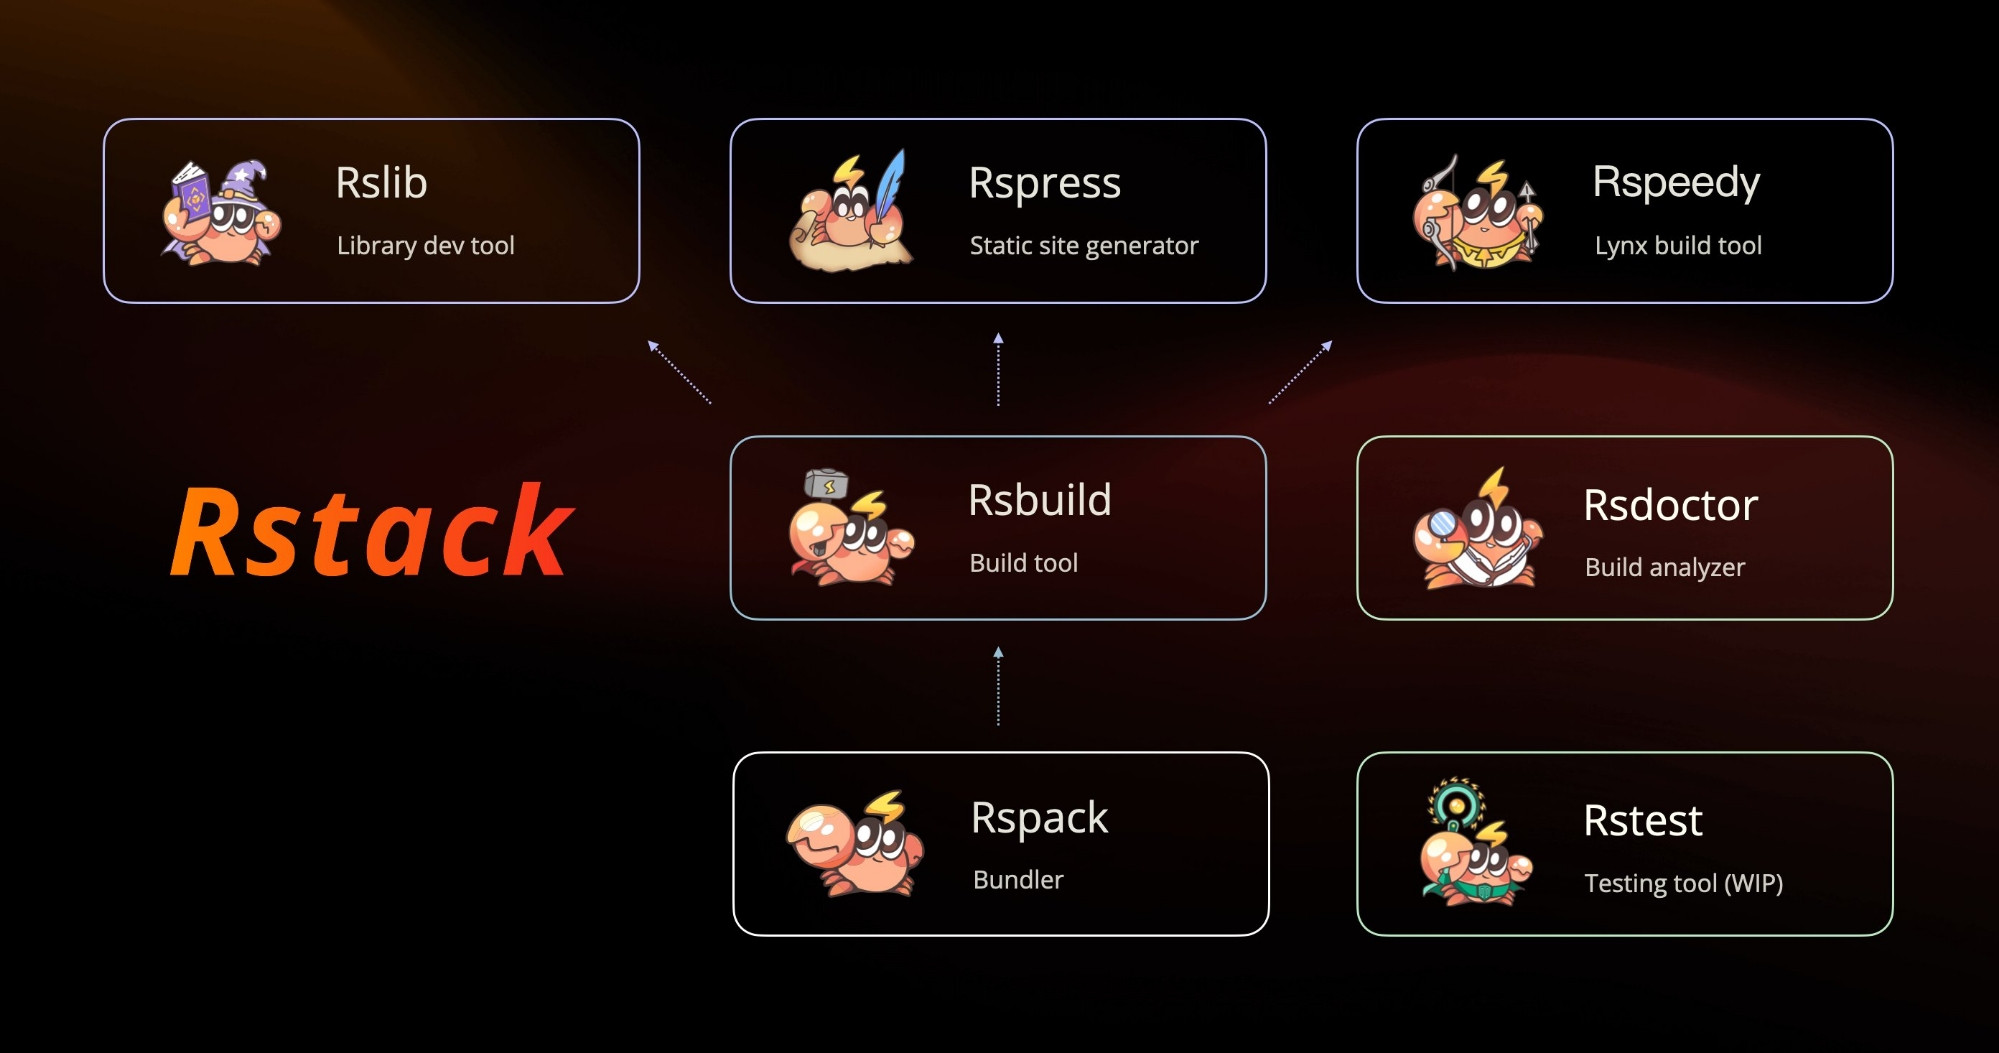 Rslib
Library dev tool
Rspress
Static site generator
Rspeedy
Lynx build tool
Rstack
Rsbuild
Build tool
Rsdoctor
Build analyzer
Rspack
Bundler
Rstest
Testing tool (WIP)